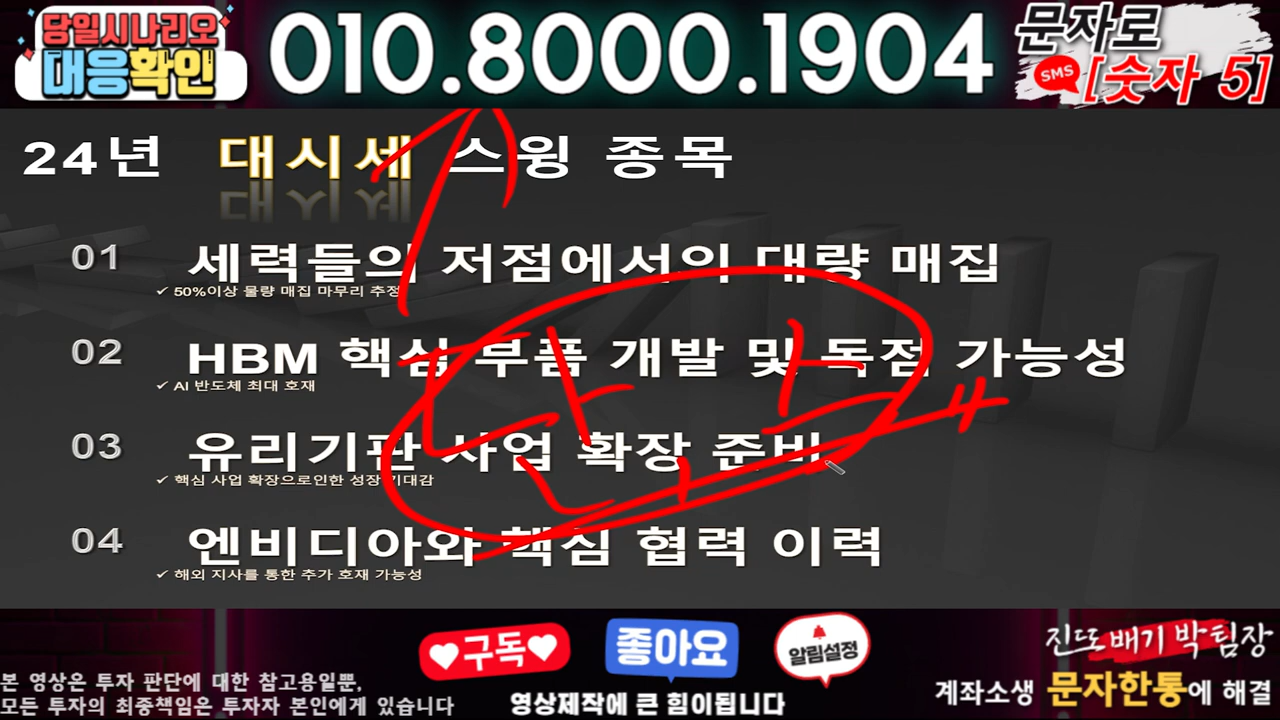 당일시나리오
대응확인
010.8000.1904
문자로
SMS
[숫자 5]
24년 대시세 스윙 종목
01 세력들의 저점에서의 대량 매집
✓ 50%이상 물량 매집 마무리 추정
02 HBM 핵심 부품 개발 및 독점 가능성
✓ AI 반도체 최대 호재
03 유리기판 사업 확장 준비
✓ 핵심 사업 확장으로인한 성장 기대감
04 엔비디아와 핵심 협력 이력
✓ 해외 지사를 통한 추가 호재 가능성
구독
좋아요
알림설정
영상제작에 큰 힘이됩니다
본 영상은 투자 판단에 대한 참고용일뿐,
모든 투자의 최종책임은 투자자 본인에게 있습니다
진또배기 박팀장
계좌소생 문자한통에 해결